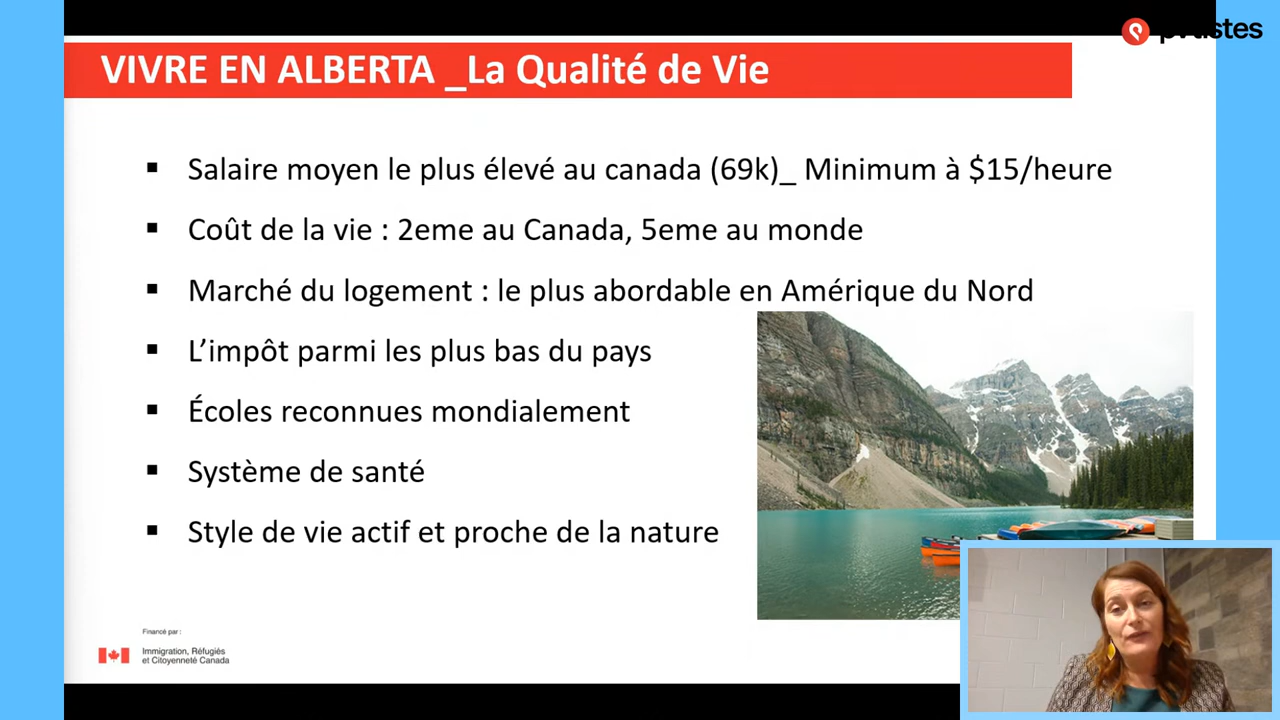 pvtistes
VIVRE EN ALBERTA _La Qualité de Vie
Salaire moyen le plus élevé au canada (69k)_ Minimum à $15/heure
Coût de la vie : 2eme au Canada, 5eme au monde
Marché du logement : le plus abordable en Amérique du Nord
L’impôt parmi les plus bas du pays
Écoles reconnues mondialement
Système de santé
Style de vie actif et proche de la nature
Financé par :
Immigration, Réfugiés
et Citoyenneté Canada